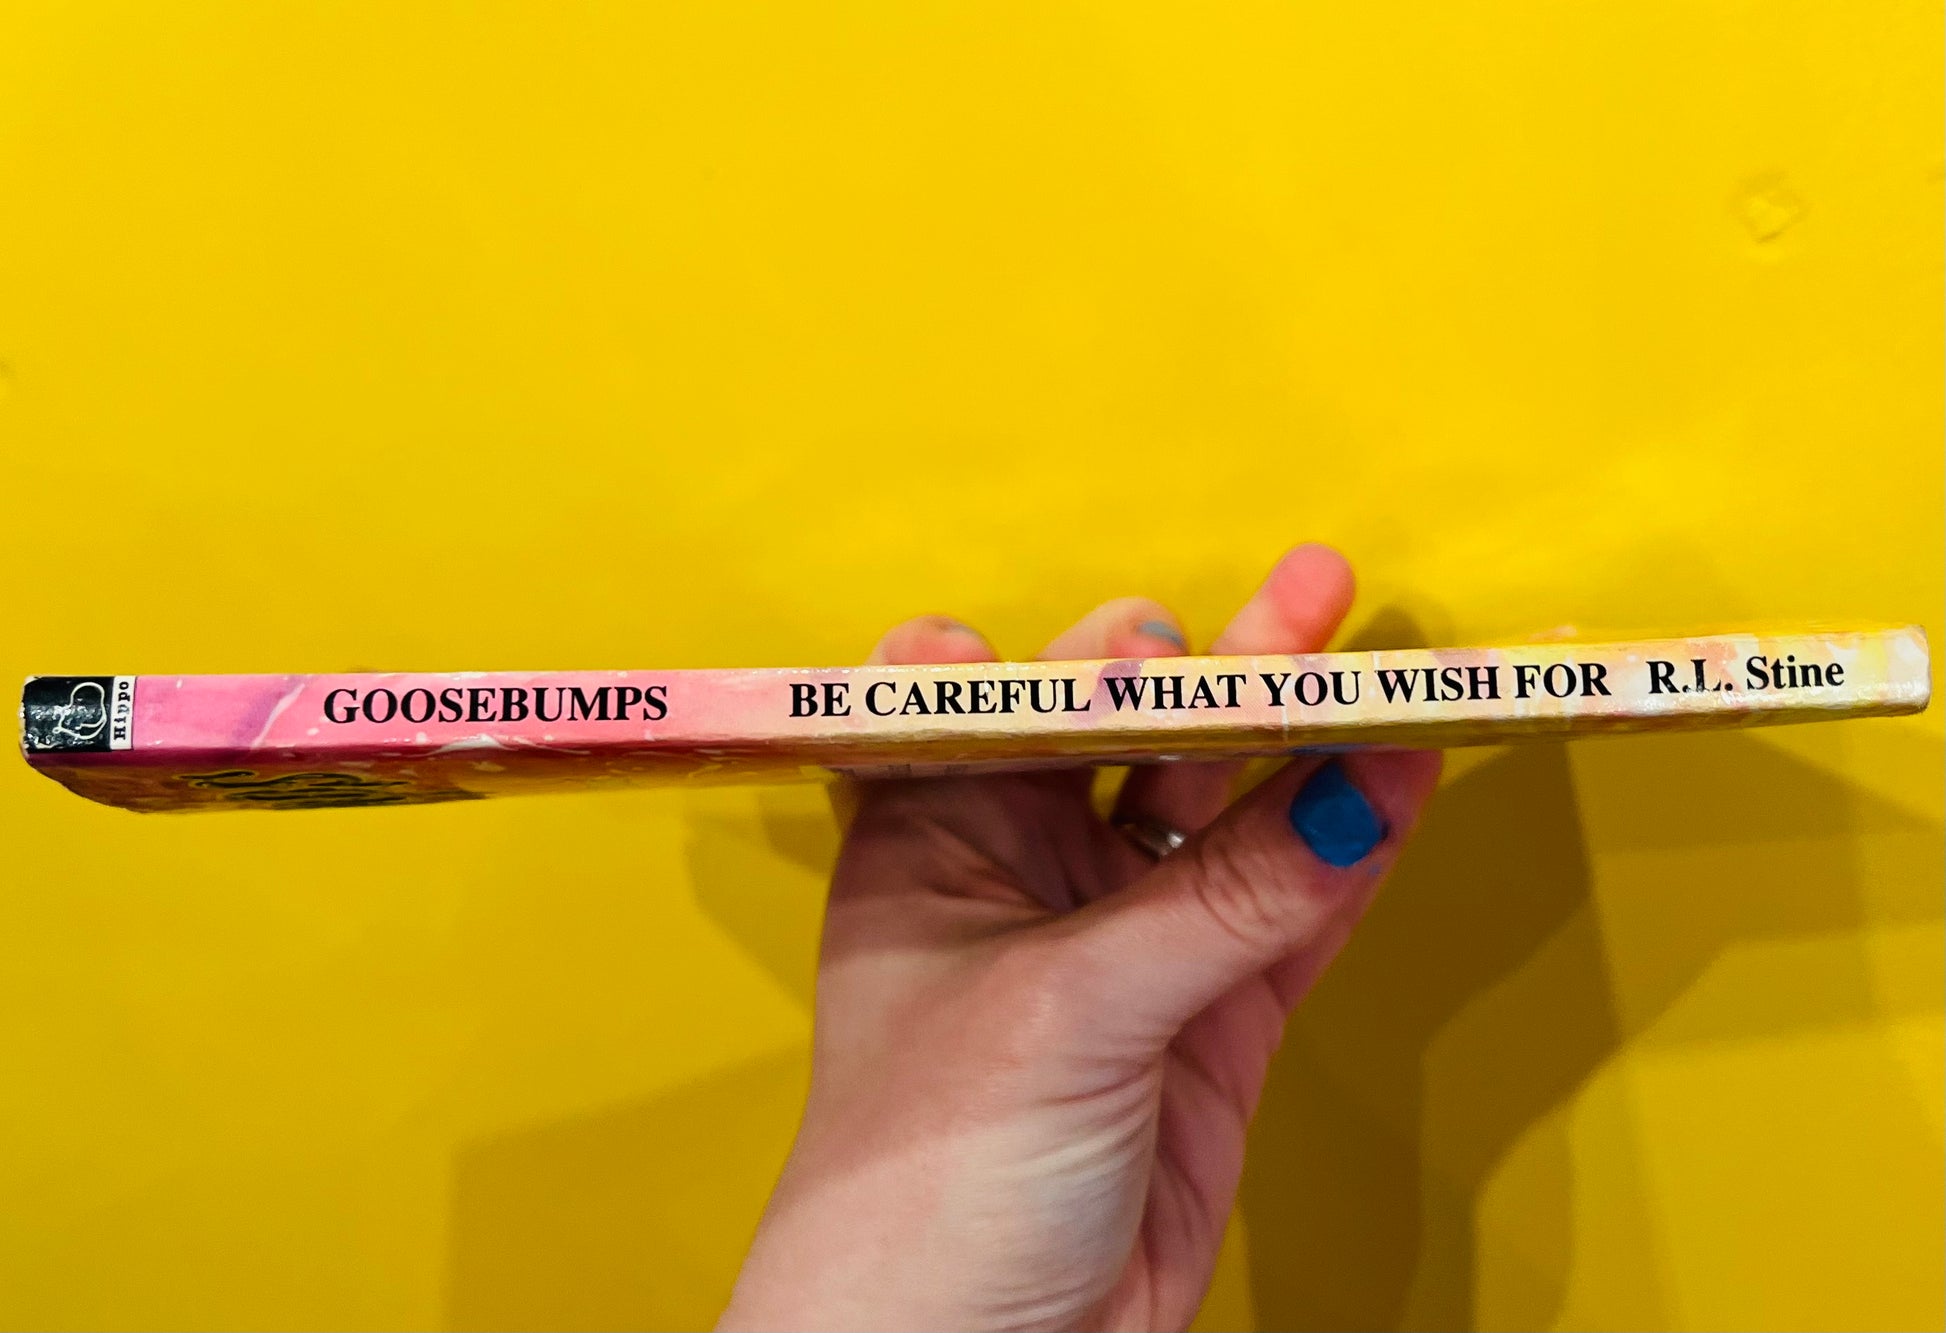 Hippo
GOOSEBUMPS BE CAREFUL WHAT YOU WISH FOR R.L. Stine